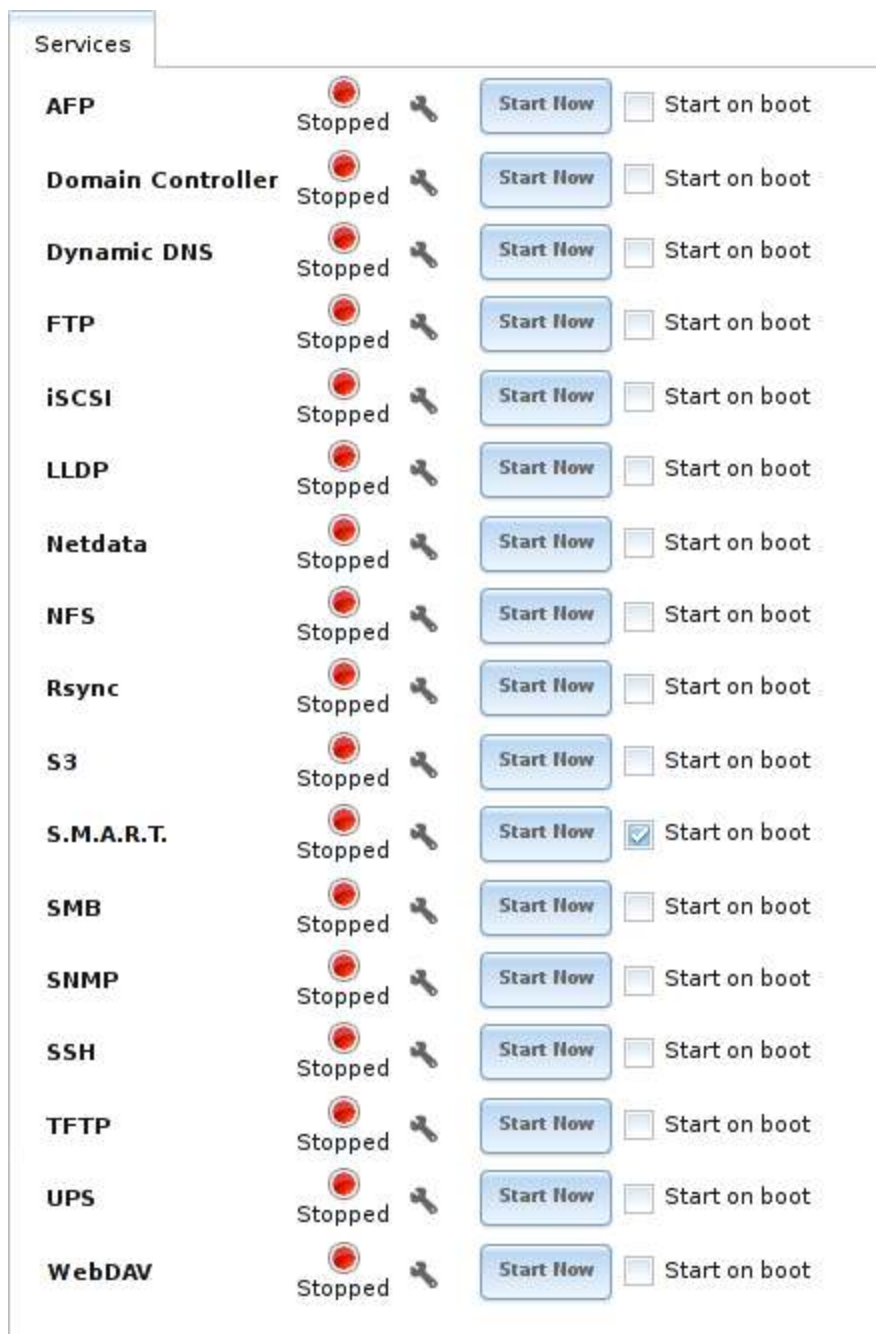 Services
AFP Stopped Start Now Start on boot
Domain Controller Stopped Start Now Start on boot
Dynamic DNS Stopped Start Now Start on boot
FTP Stopped Start Now Start on boot
iSCSI Stopped Start Now Start on boot
LLDP Stopped Start Now Start on boot
Netdata Stopped Start Now Start on boot
NFS Stopped Start Now Start on boot
Rsync Stopped Start Now Start on boot
S3 Stopped Start Now Start on boot
S.M.A.R.T. Stopped Start Now Start on boot
SMB Stopped Start Now Start on boot
SNMP Stopped Start Now Start on boot
SSH Stopped Start Now Start on boot
TFTP Stopped Start Now Start on boot
UPS Stopped Start Now Start on boot
WebDAV Stopped Start Now Start on boot